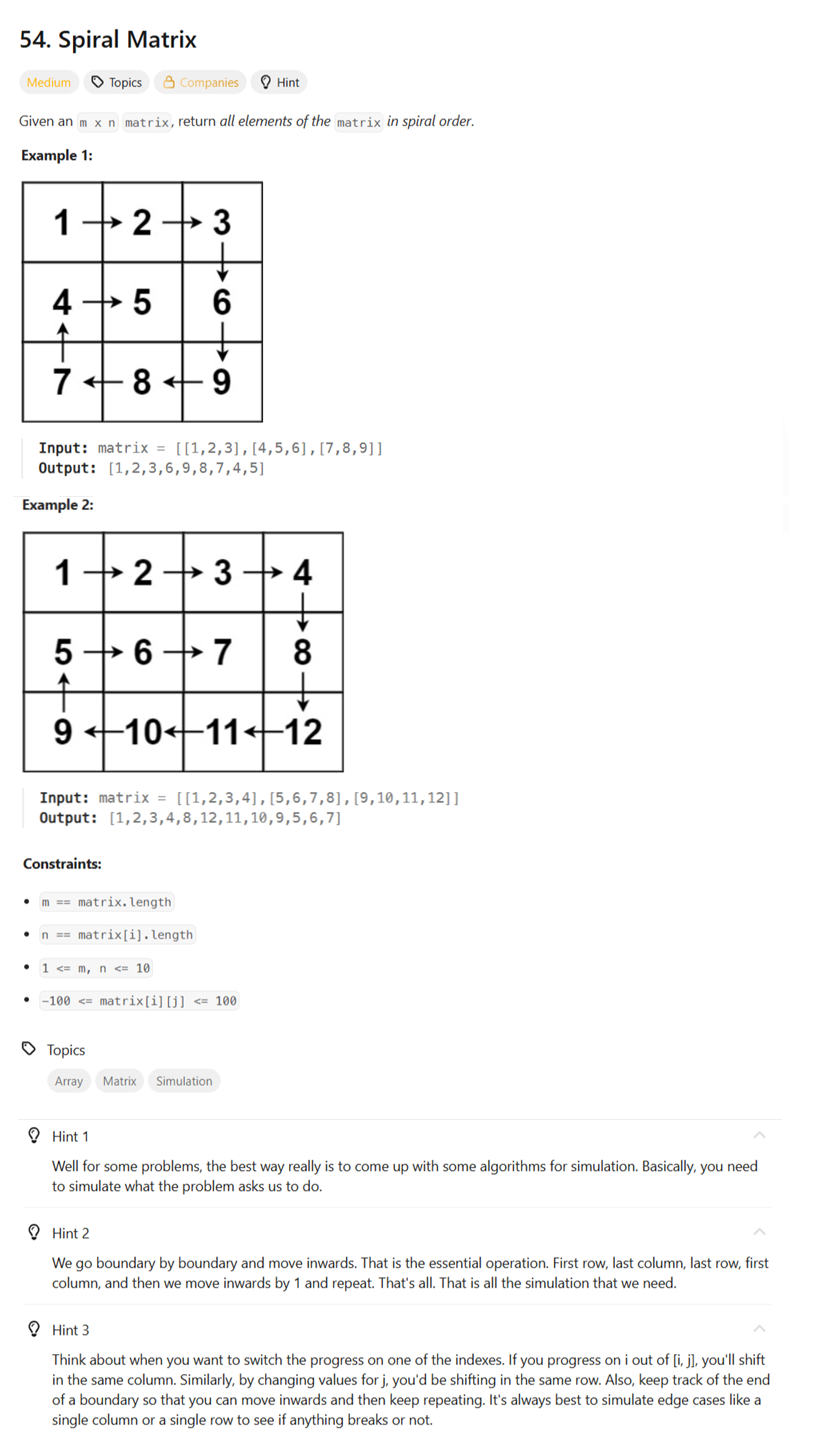 54. Spiral Matrix
Medium Topics Companies Hint
Given an m x n matrix, return all elements of the matrix in spiral order.
Example 1:
1 2 3
4 5 6
7 8 9
Input: matrix = [[1,2,3],[4,5,6],[7,8,9]]
Output: [1,2,3,6,9,8,7,4,5]
Example 2:
1 2 3 4
5 6 7 8
9 10 11 12
Input: matrix = [[1,2,3,4],[5,6,7,8],[9,10,11,12]]
Output: [1,2,3,4,8,12,11,10,9,5,6,7]
Constraints:
• m == matrix.length
• n == matrix[i].length
• 1 <= m, n <= 10
• -100 <= matrix[i][j] <= 100
Topics
Array Matrix Simulation
Hint 1
Well for some problems, the best way really is to come up with some algorithms for simulation. Basically, you need
to simulate what the problem asks us to do.
Hint 2
We go boundary by boundary and move inwards. That is the essential operation. First row, last column, last row, first
column, and then we move inwards by 1 and repeat. That's all. That is all the simulation that we need.
Hint 3
Think about when you want to switch the progress on one of the indexes. If you progress on i out of [i, j], you'll shift
in the same column. Similarly, by changing values for j, you'd be shifting in the same row. Also, keep track of the end
of a boundary so that you can move inwards and then keep repeating. It's always best to simulate edge cases like a
single column or a single row to see if anything breaks or not.